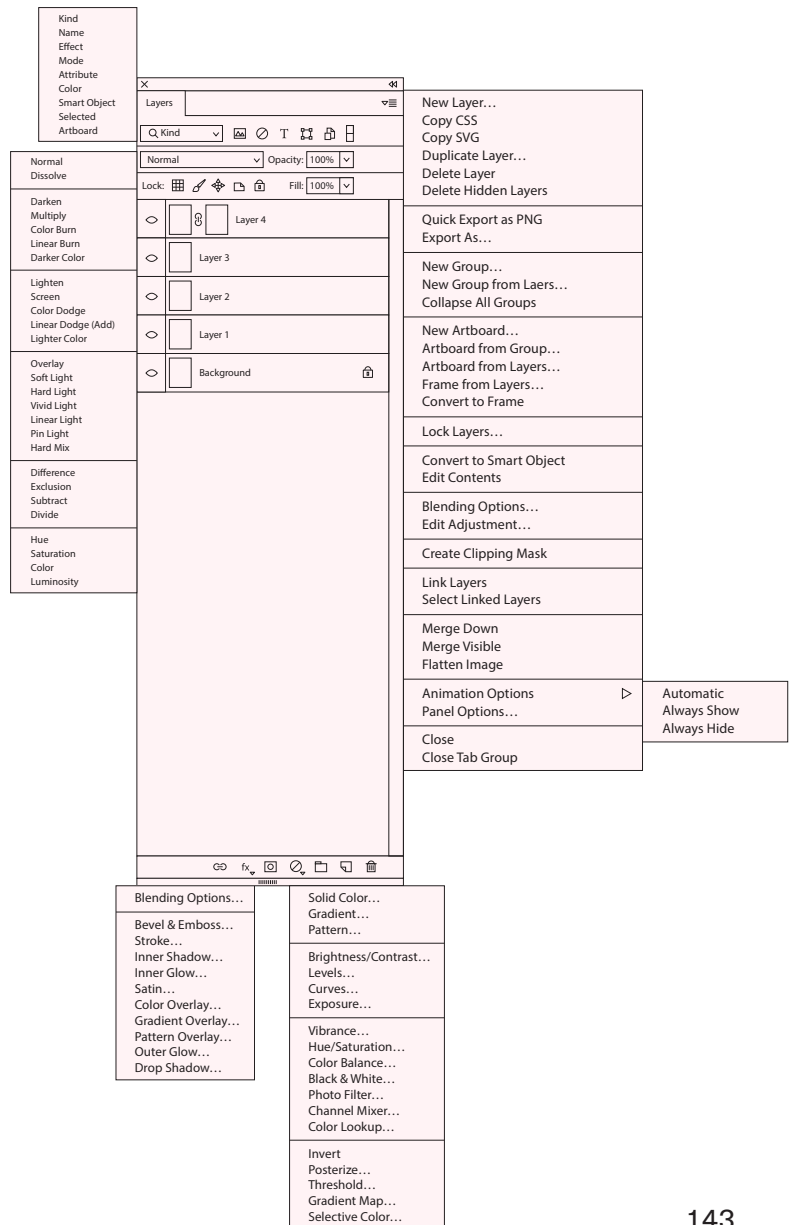 Kind
Name
Effect
Mode
Attribute
Color
Smart Object
Selected
Artboard
Layers
Kind
T
Normal
Opacity: 100%
Lock:
Fill: 100%
Layer 4
Layer 3
Layer 2
Layer 1
Background
fx
Normal
Dissolve
Darken
Multiply
Color Burn
Linear Burn
Darker Color
Lighten
Screen
Color Dodge
Linear Dodge (Add)
Lighter Color
Overlay
Soft Light
Hard Light
Vivid Light
Linear Light
Pin Light
Hard Mix
Difference
Exclusion
Subtract
Divide
Hue
Saturation
Color
Luminosity
New Layer…
Copy CSS
Copy SVG
Duplicate Layer…
Delete Layer
Delete Hidden Layers
Quick Export as PNG
Export As…
New Group…
New Group from Laers…
Collapse All Groups
New Artboard…
Artboard from Group…
Artboard from Layers…
Frame from Layers…
Convert to Frame
Lock Layers…
Convert to Smart Object
Edit Contents
Blending Options…
Edit Adjustment…
Create Clipping Mask
Link Layers
Select Linked Layers
Merge Down
Merge Visible
Flatten Image
Animation Options
Panel Options…
Close
Close Tab Group
Automatic
Always Show
Always Hide
Blending Options…
Bevel & Emboss…
Stroke…
Inner Shadow…
Inner Glow…
Satin…
Color Overlay…
Gradient Overlay…
Pattern Overlay…
Outer Glow…
Drop Shadow…
Solid Color…
Gradient…
Pattern…
Brightness/Contrast…
Levels…
Curves…
Exposure…
Vibrance…
Hue/Saturation…
Color Balance…
Black & White…
Photo Filter…
Channel Mixer…
Color Lookup…
Invert
Posterize…
Threshold…
Gradient Map…
Selective Color…
143